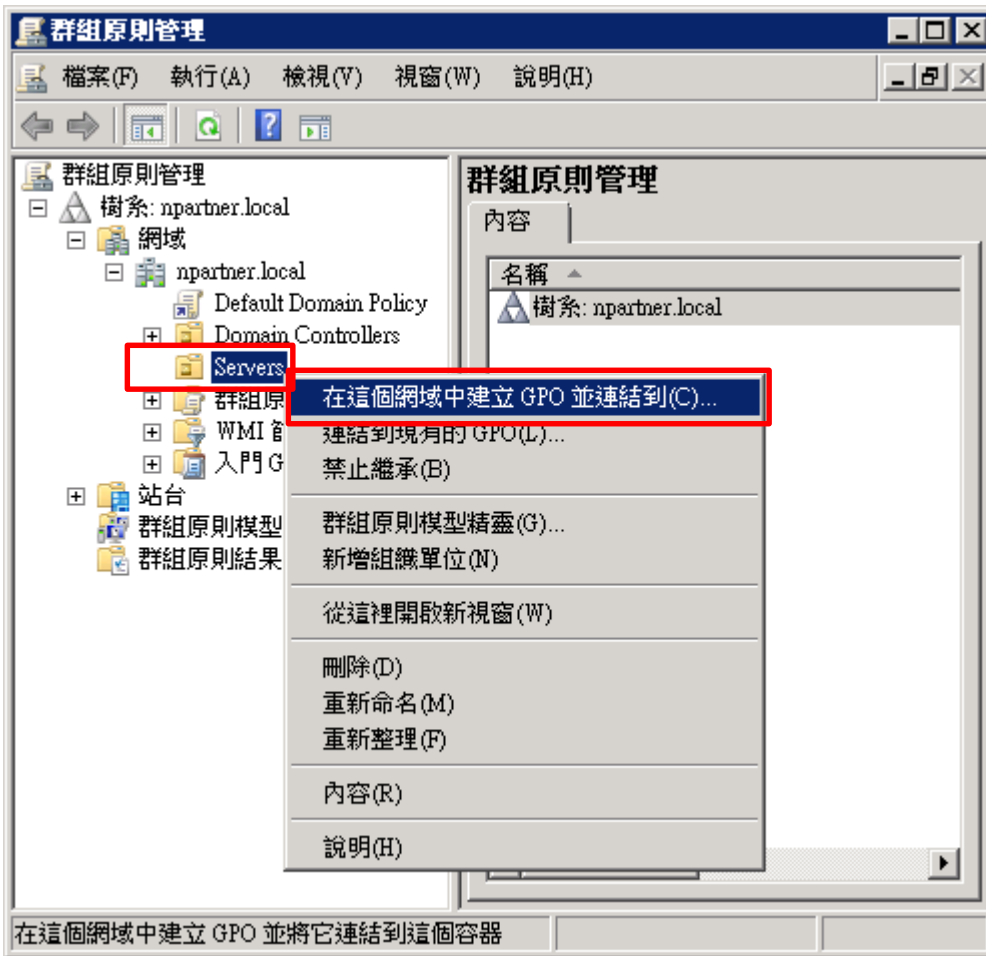 群組原則管理
檔案(F) 執行(A) 檢視(V) 視窗(W) 說明(H)
群組原則管理
樹系: npartner.local
網域
npartner.local
Default Domain Policy
Domain Controllers
Servers
群組原
WMI
入門 G
站台
群組原則模型
群組原則結果
群組原則管理
內容
名稱
樹系: npartner.local
在這個網域中建立 GPO 並連結到(C)...
連結到現有的 GPO(L)...
禁止繼承(B)
群組原則模型精靈(G)...
新增組織單位(N)
從這裡開啟新視窗(W)
刪除(D)
重新命名(M)
重新整理(F)
內容(R)
說明(H)
在這個網域中建立 GPO 並將它連結到這個容器